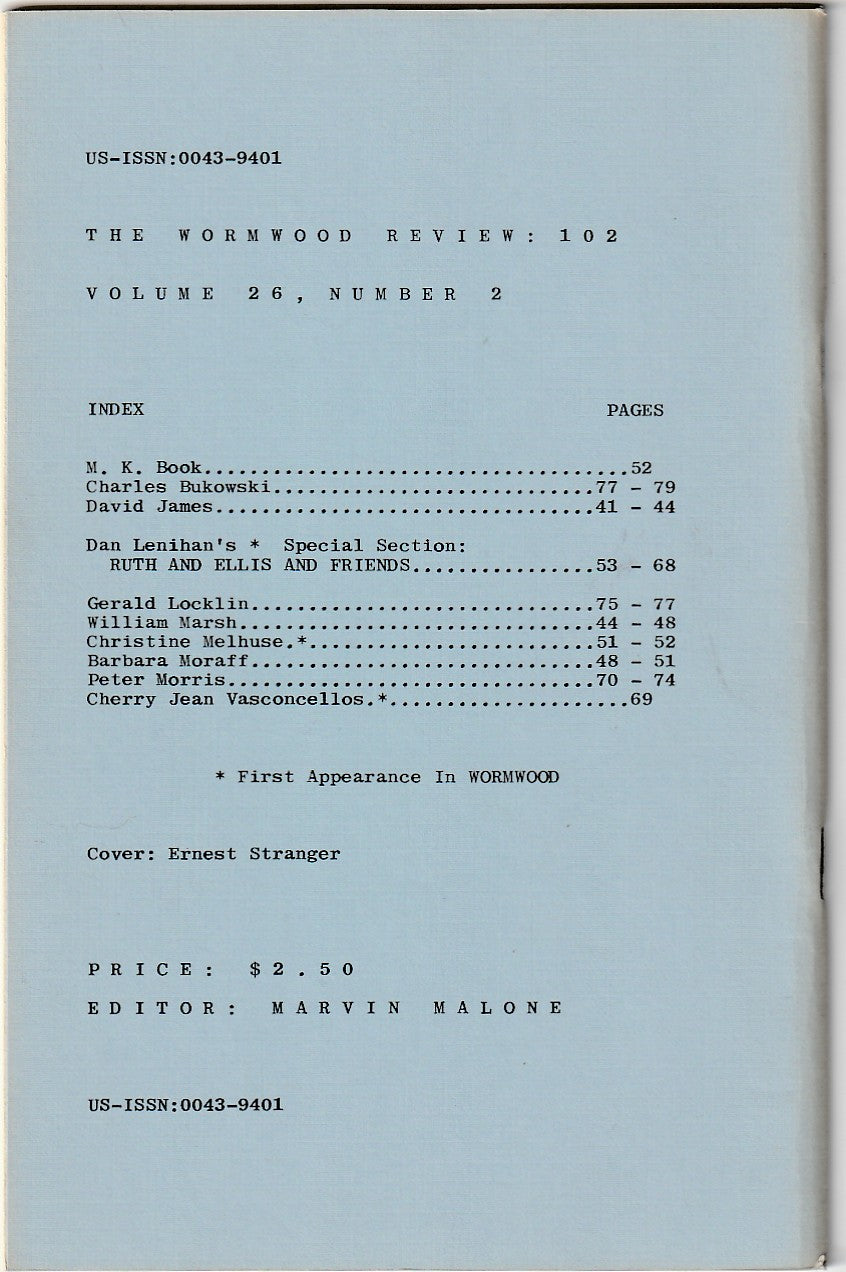 US-ISSN:0043-9401
THE WORMWOOD REVIEW: 102
VOLUME 26, NUMBER 2
INDEX PAGES
M. K. Book.....................................52
Charles Bukowski............................77 - 79
David James.................................41 - 44
Dan Lenihan's * Special Section:
RUTH AND ELLIS AND FRIENDS................53 - 68
Gerald Locklin..............................75 - 77
William Marsh...............................44 - 48
Christine Melhuse.*.........................51 - 52
Barbara Moraff..............................48 - 51
Peter Morris................................70 - 74
Cherry Jean Vasconcellos.*.....................69
* First Appearance In WORMWOOD
Cover: Ernest Stranger
PRICE: $2.50
EDITOR: MARVIN MALONE
US-ISSN:0043-9401